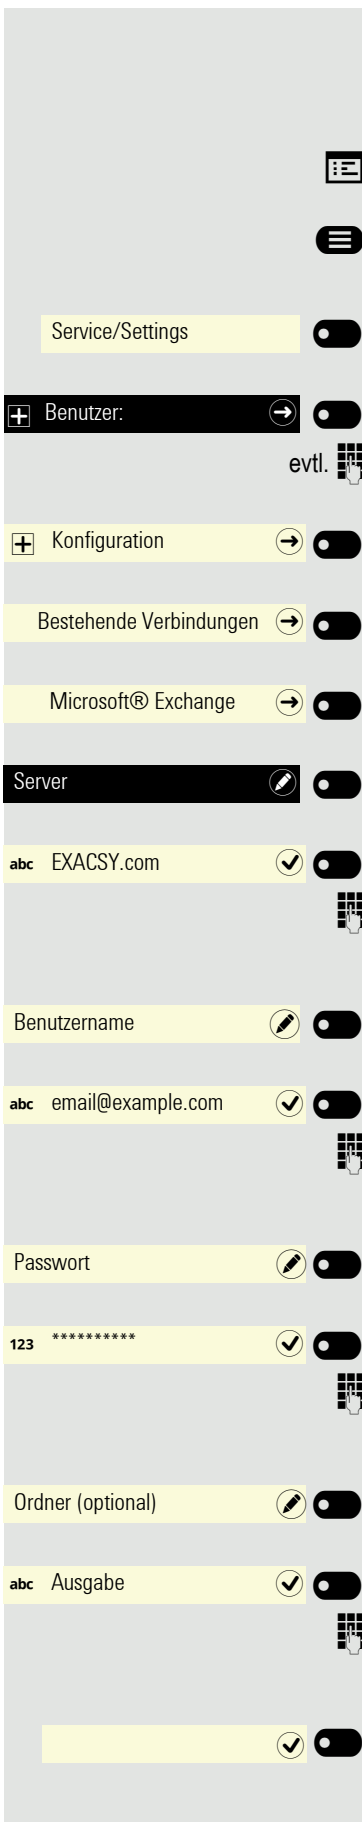 Service/Settings
Benutzer:
evtl.
Konfiguration
Bestehende Verbindungen
Microsoft® Exchange
Server
abc EXACSY.com
Benutzername
abc email@example.com
Passwort
123 **********
Ordner (optional)
abc Ausgabe